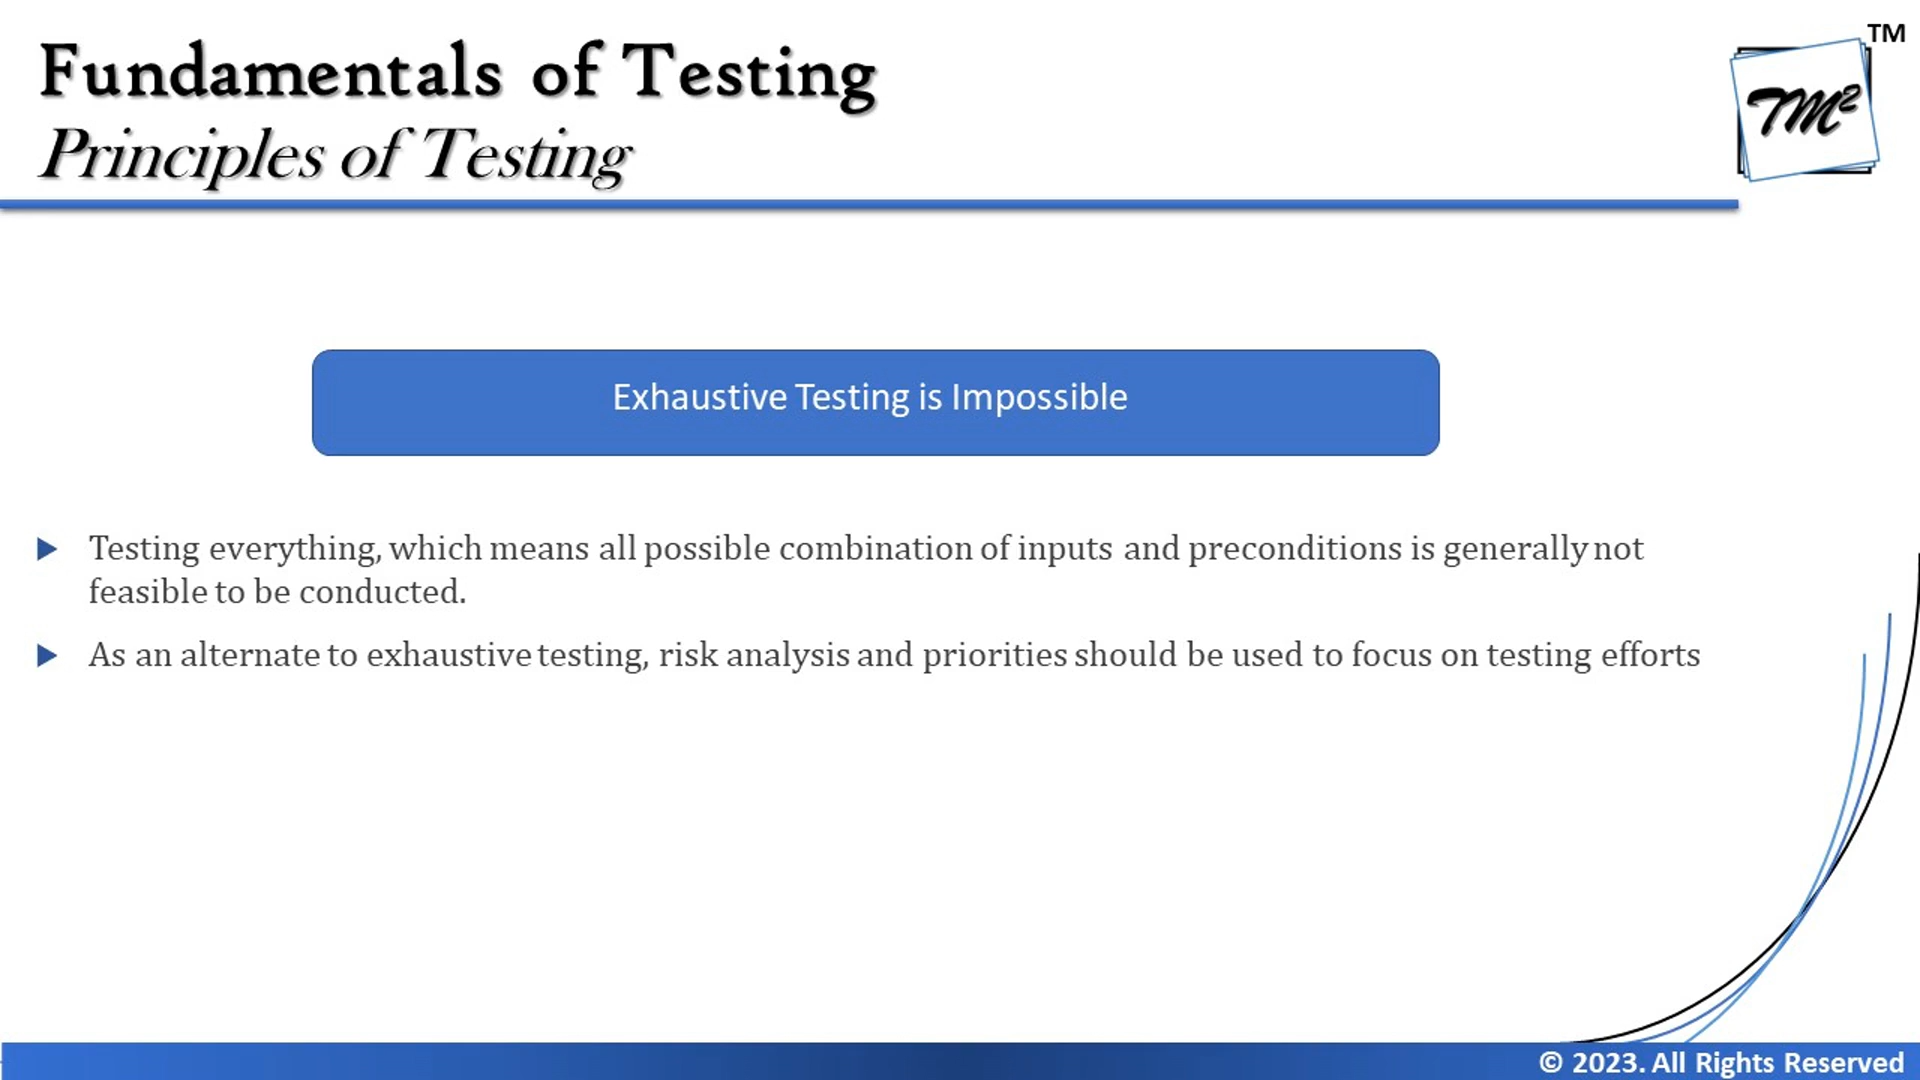 Fundamentals of Testing
Principles of Testing
TM
TM²
Exhaustive Testing is Impossible
Testing everything, which means all possible combination of inputs and preconditions is generally not
feasible to be conducted.
As an alternate to exhaustive testing, risk analysis and priorities should be used to focus on testing efforts
© 2023. All Rights Reserved